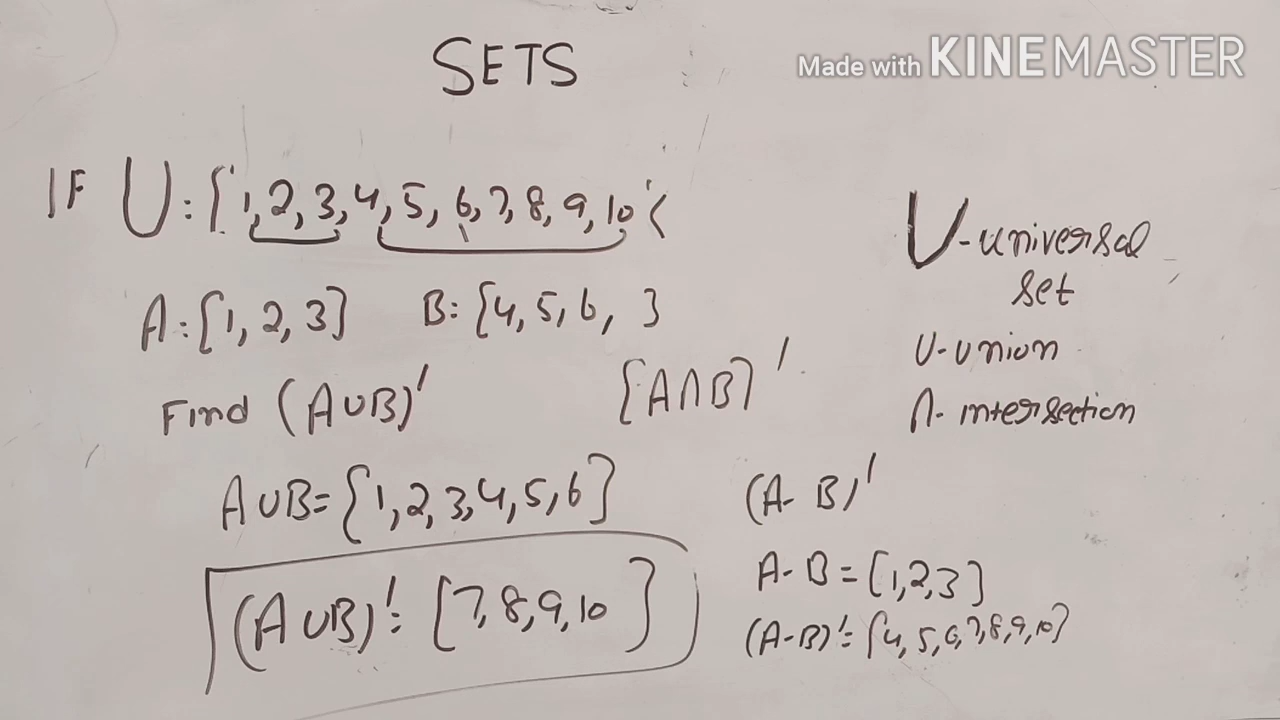 SETS
Made with KINEMASTER
IF U:{1,2,3,4,5,6,7,8,9,10}
A:{1,2,3} B:{4,5,6, }
Find (A∪B)' {A∩B)'
A∪B={1,2,3,4,5,6}
(A∪B)':{7,8,9,10}
U-universal
set
U-union
∩-intersection
(A-B)'
A-B={1,2,3}
(A-B)'={4,5,6,7,8,9,10}